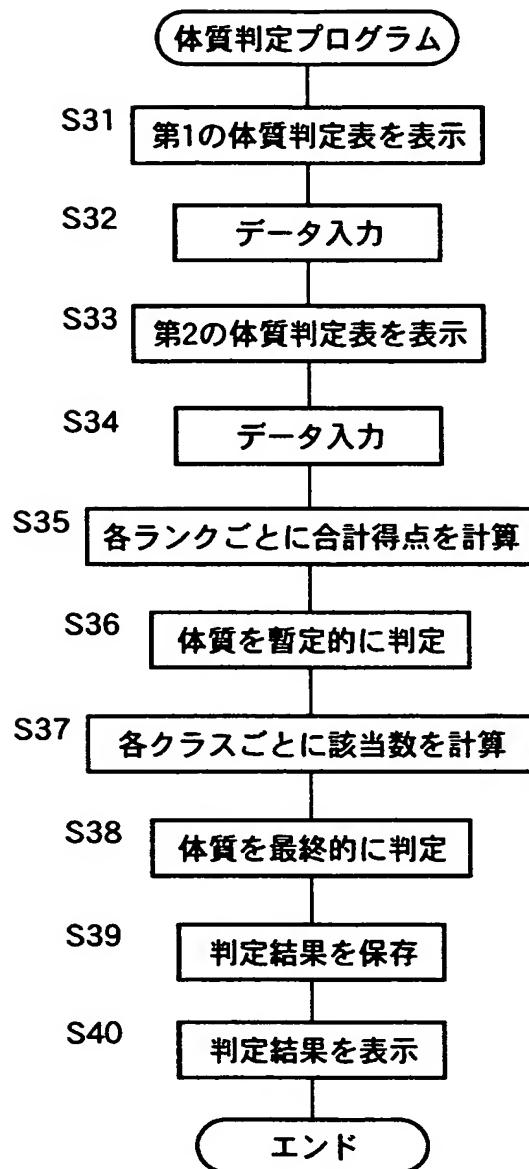 体質判定プログラム
S31
第1の体質判定表を表示
S32
データ入力
S33
第2の体質判定表を表示
S34
データ入力
S35
各ランクごとに合計得点を計算
S36
体質を暫定的に判定
S37
各クラスごとに該当数を計算
S38
体質を最終的に判定
S39
判定結果を保存
S40
判定結果を表示
エンド